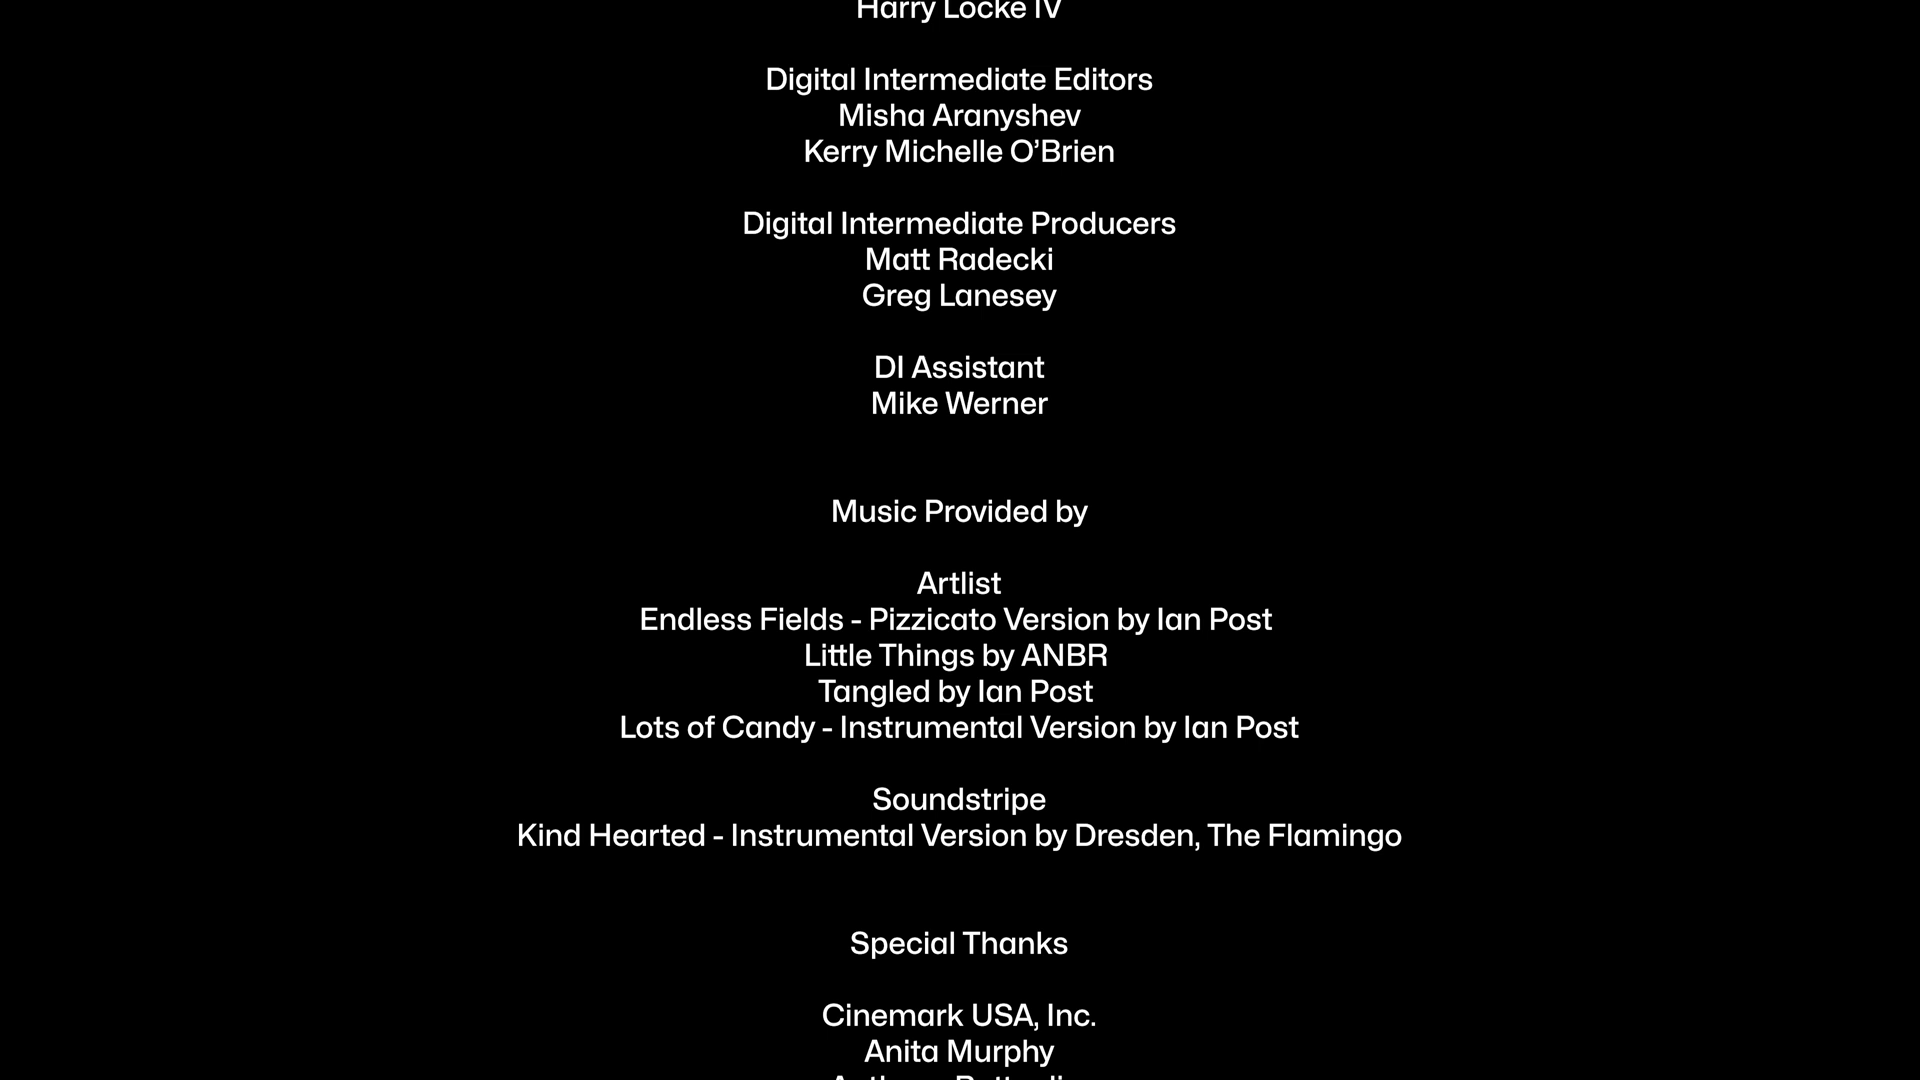 Harry Locke IV
Digital Intermediate Editors
Misha Aranyshev
Kerry Michelle O’Brien
Digital Intermediate Producers
Matt Radecki
Greg Lanesey
DI Assistant
Mike Werner
Music Provided by
Artlist
Endless Fields - Pizzicato Version by Ian Post
Little Things by ANBR
Tangled by Ian Post
Lots of Candy - Instrumental Version by Ian Post
Soundstripe
Kind Hearted - Instrumental Version by Dresden, The Flamingo
Special Thanks
Cinemark USA, Inc.
Anita Murphy